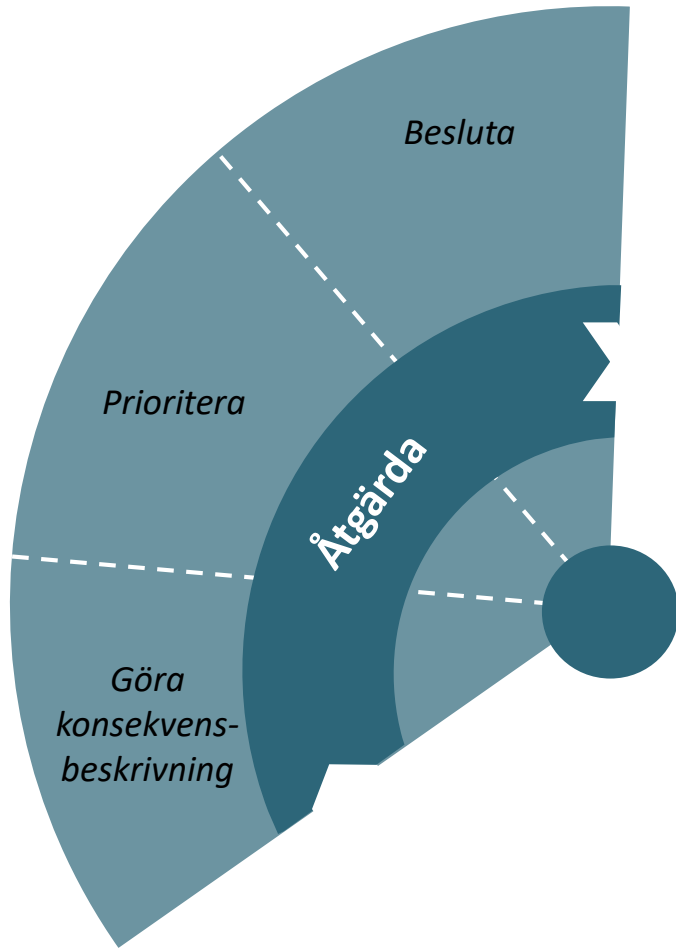 Besluta
Prioritera
Åtgärda
Göra
konsekvens-
beskrivning